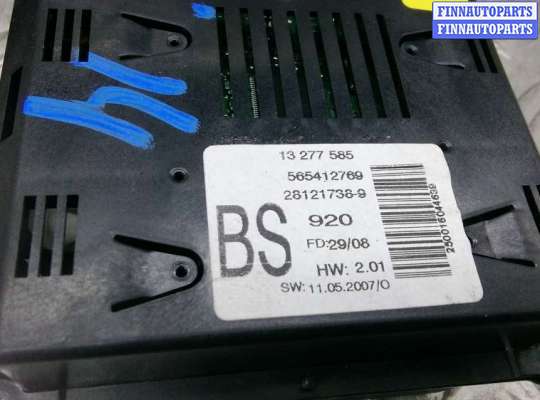 FINNAUTOPARTS
FINNAUTOPARTS
13 277 585
565412769
28121738-9
BS
920
FD:29/08
HW: 2.01
SW: 11.05.2007/O
250016044639